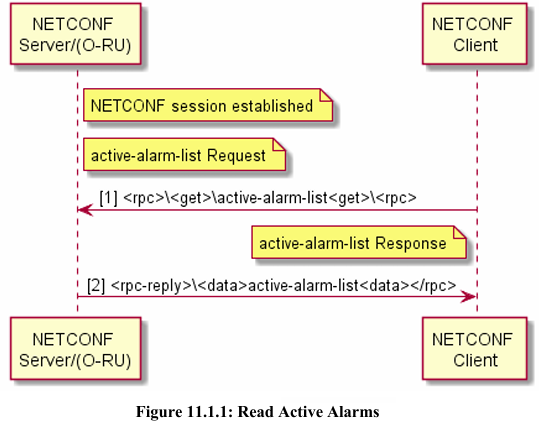 NETCONF
Server/(O-RU)
NETCONF
Client
NETCONF session established
active-alarm-list Request
[1] <rpc>\<get>\active-alarm-list<get>\<rpc>
active-alarm-list Response
[2] <rpc-reply>\<data>active-alarm-list<data></rpc>
NETCONF
Server/(O-RU)
NETCONF
Client
Figure 11.1.1: Read Active Alarms